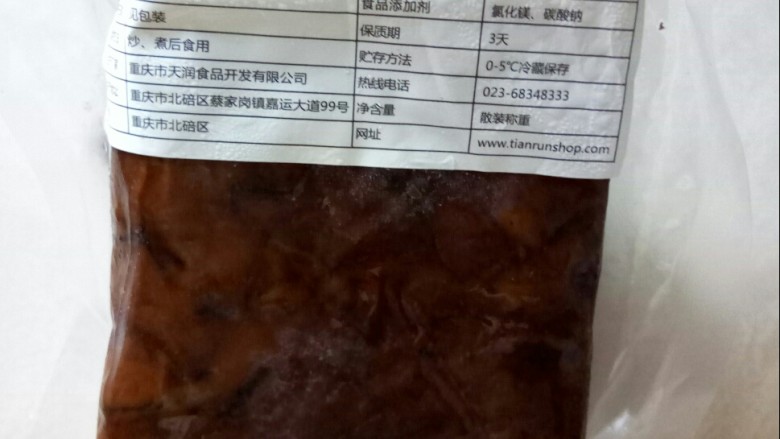 食品添加剂 氯化镁、碳酸钠
包装 保质期 3天
炒、煮后食用 贮存方法 0-5℃冷藏保存
重庆市天润食品开发有限公司 热线电话 023-68348333
重庆市北碚区蔡家岗镇嘉运大道99号 净含量 散装称重
重庆市北碚区 网址 www.tianrunshop.com